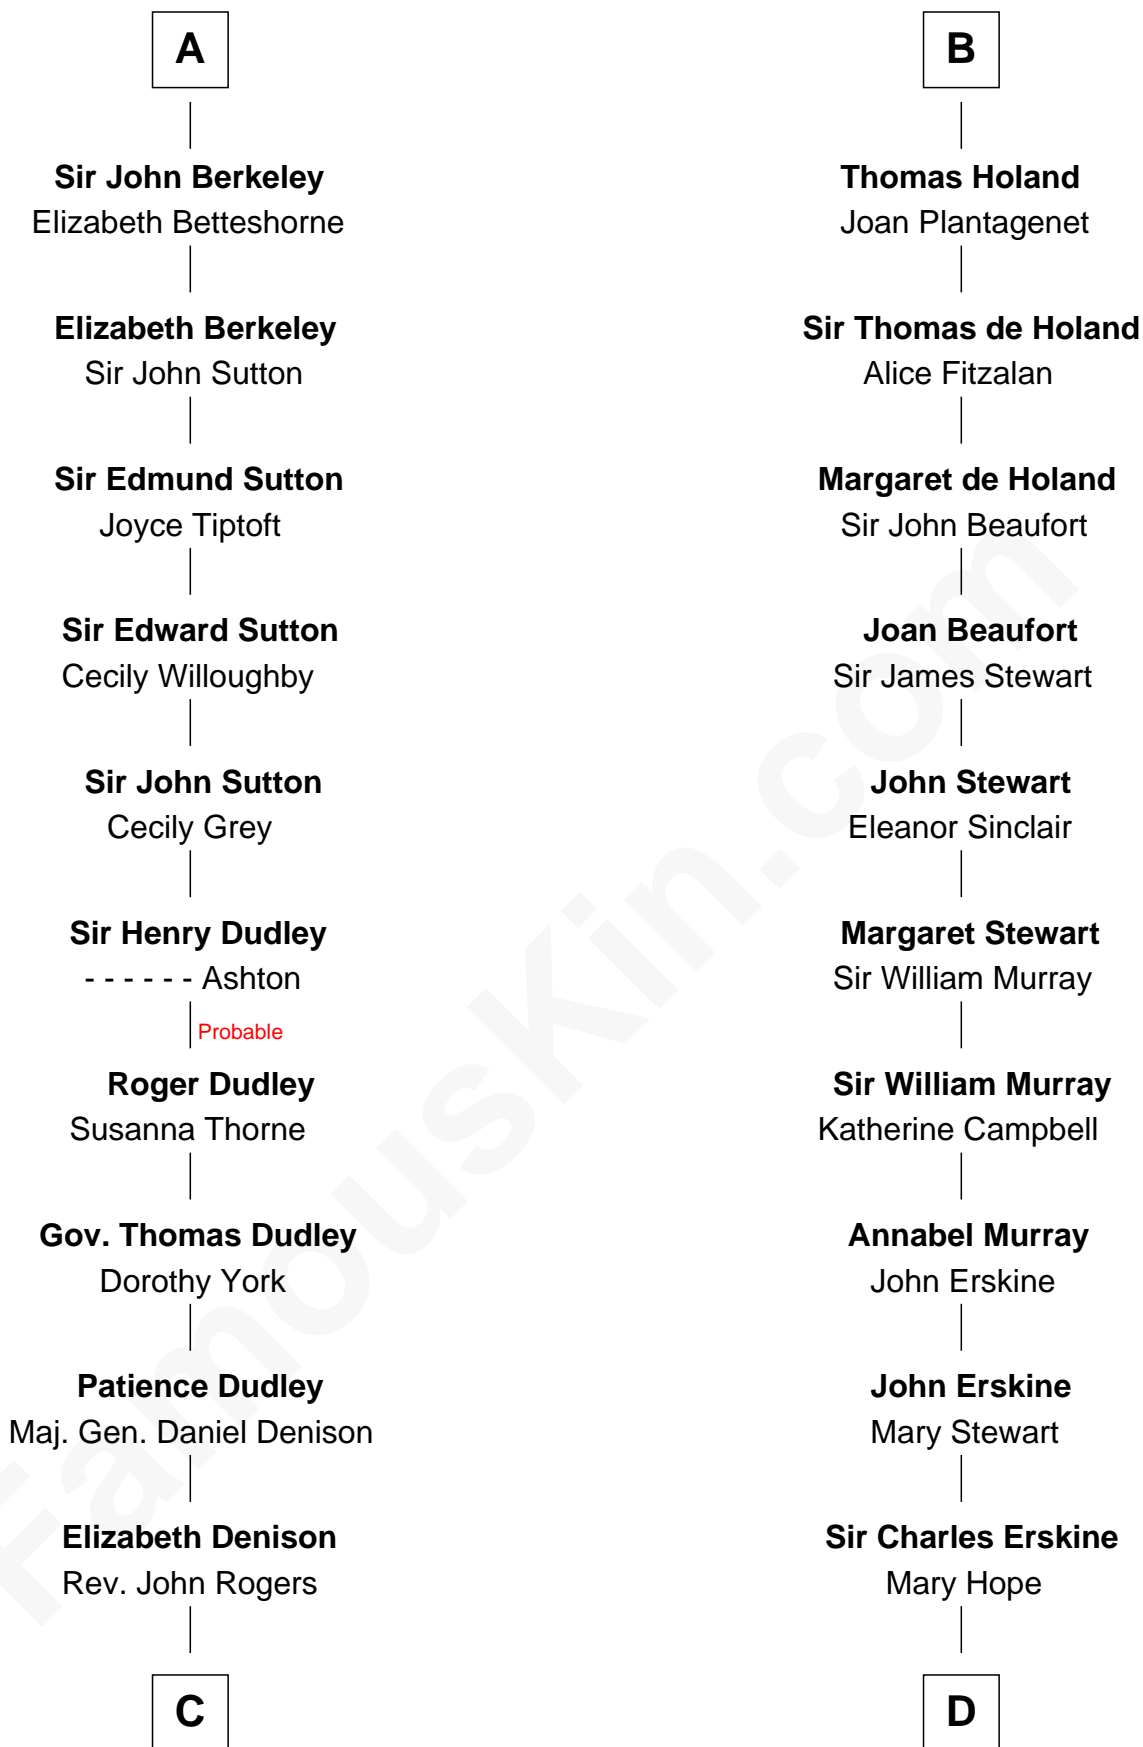 A
Sir John Berkeley
Elizabeth Betteshorne
Elizabeth Berkeley
Sir John Sutton
Sir Edmund Sutton
Joyce Tiptoft
Sir Edward Sutton
Cecily Willoughby
Sir John Sutton
Cecily Grey
Sir Henry Dudley
- - - - - - Ashton
Probable
Roger Dudley
Susanna Thorne
Gov. Thomas Dudley
Dorothy York
Patience Dudley
Maj. Gen. Daniel Denison
Elizabeth Denison
Rev. John Rogers
C
B
Thomas Holand
Joan Plantagenet
Sir Thomas de Holand
Alice Fitzalan
Margaret de Holand
Sir John Beaufort
Joan Beaufort
Sir James Stewart
John Stewart
Eleanor Sinclair
Margaret Stewart
Sir William Murray
Sir William Murray
Katherine Campbell
Annabel Murray
John Erskine
John Erskine
Mary Stewart
Sir Charles Erskine
Mary Hope
D
FamousKin.com